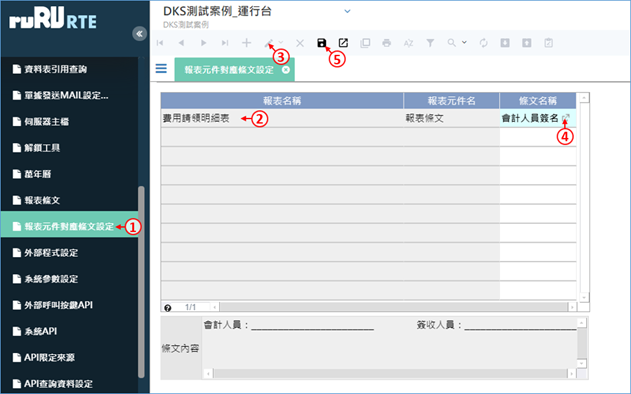 ruRU RTE
DKS測試案例_運行台
DKS測試案例
資料表引用查詢
單據發送MAIL設定...
伺服器主檔
解鎖工具
萬年曆
報表條文
報表元件對應條文設定
外部程式設定
系統參數設定
外部呼叫按鍵API
系統API
API限定來源
API查詢資料設定
①
③
⑤
報表元件對應條文設定
報表名稱 報表元件名 條文名稱
費用請領明細表 報表條文 會計人員簽名
②
④
1/1
條文內容
會計人員：____________________ 簽收人員：____________________